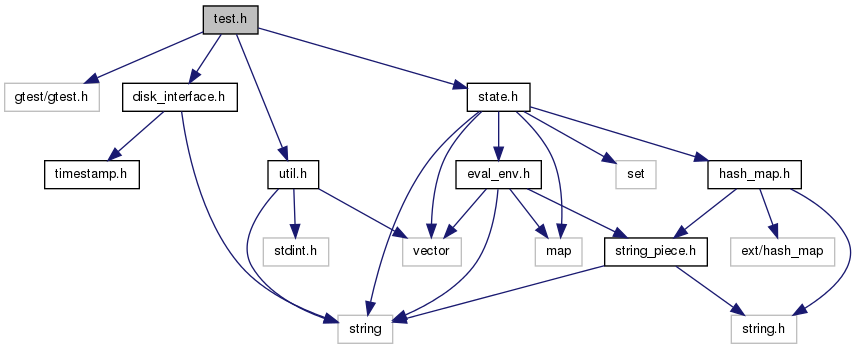 test.h
gtest/gtest.h
disk_interface.h
state.h
timestamp.h
util.h
eval_env.h
set
hash_map.h
stdint.h
vector
map
string_piece.h
ext/hash_map
string
string.h